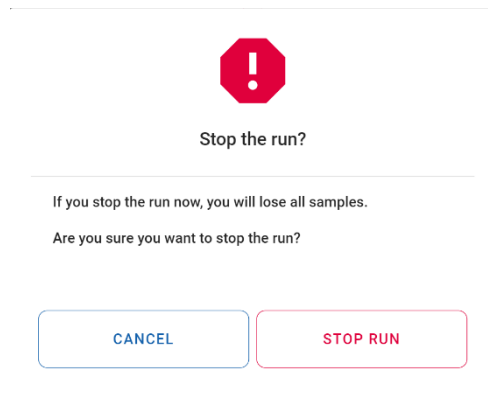 Stop the run?
If you stop the run now, you will lose all samples.
Are you sure you want to stop the run?
CANCEL
STOP RUN